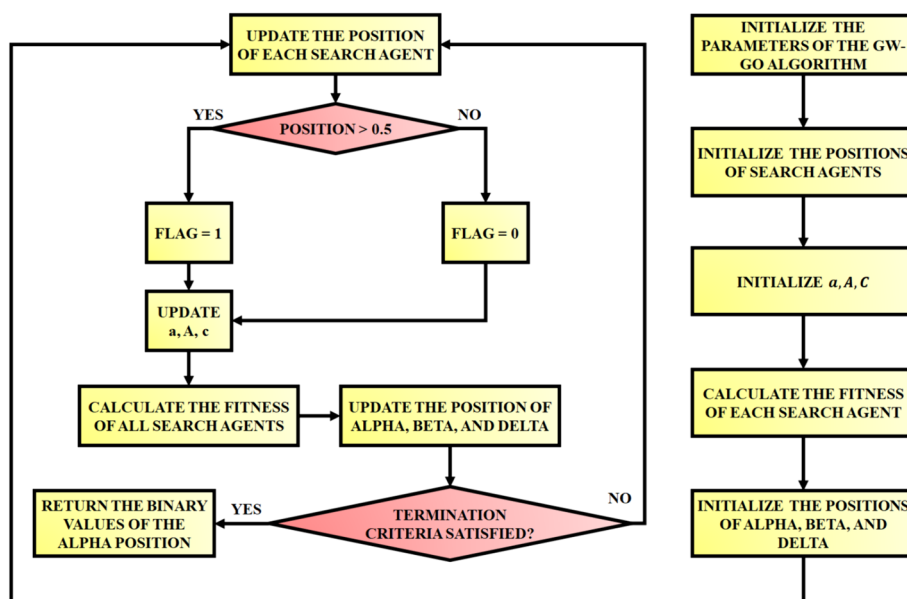 UPDATE THE POSITION
OF EACH SEARCH AGENT
YES
NO
POSITION > 0.5
FLAG = 1
FLAG = 0
UPDATE
a, A, c
CALCULATE THE FITNESS
OF ALL SEARCH AGENTS
UPDATE THE POSITION OF
ALPHA, BETA, AND DELTA
TERMINATION
CRITERIA SATISFIED?
YES
NO
RETURN THE BINARY
VALUES OF THE
ALPHA POSITION
INITIALIZE THE
PARAMETERS OF THE GW-
GO ALGORITHM
INITIALIZE THE POSITIONS
OF SEARCH AGENTS
INITIALIZE a, A, C
CALCULATE THE FITNESS
OF EACH SEARCH AGENT
INITIALIZE THE POSITIONS
OF ALPHA, BETA, AND
DELTA